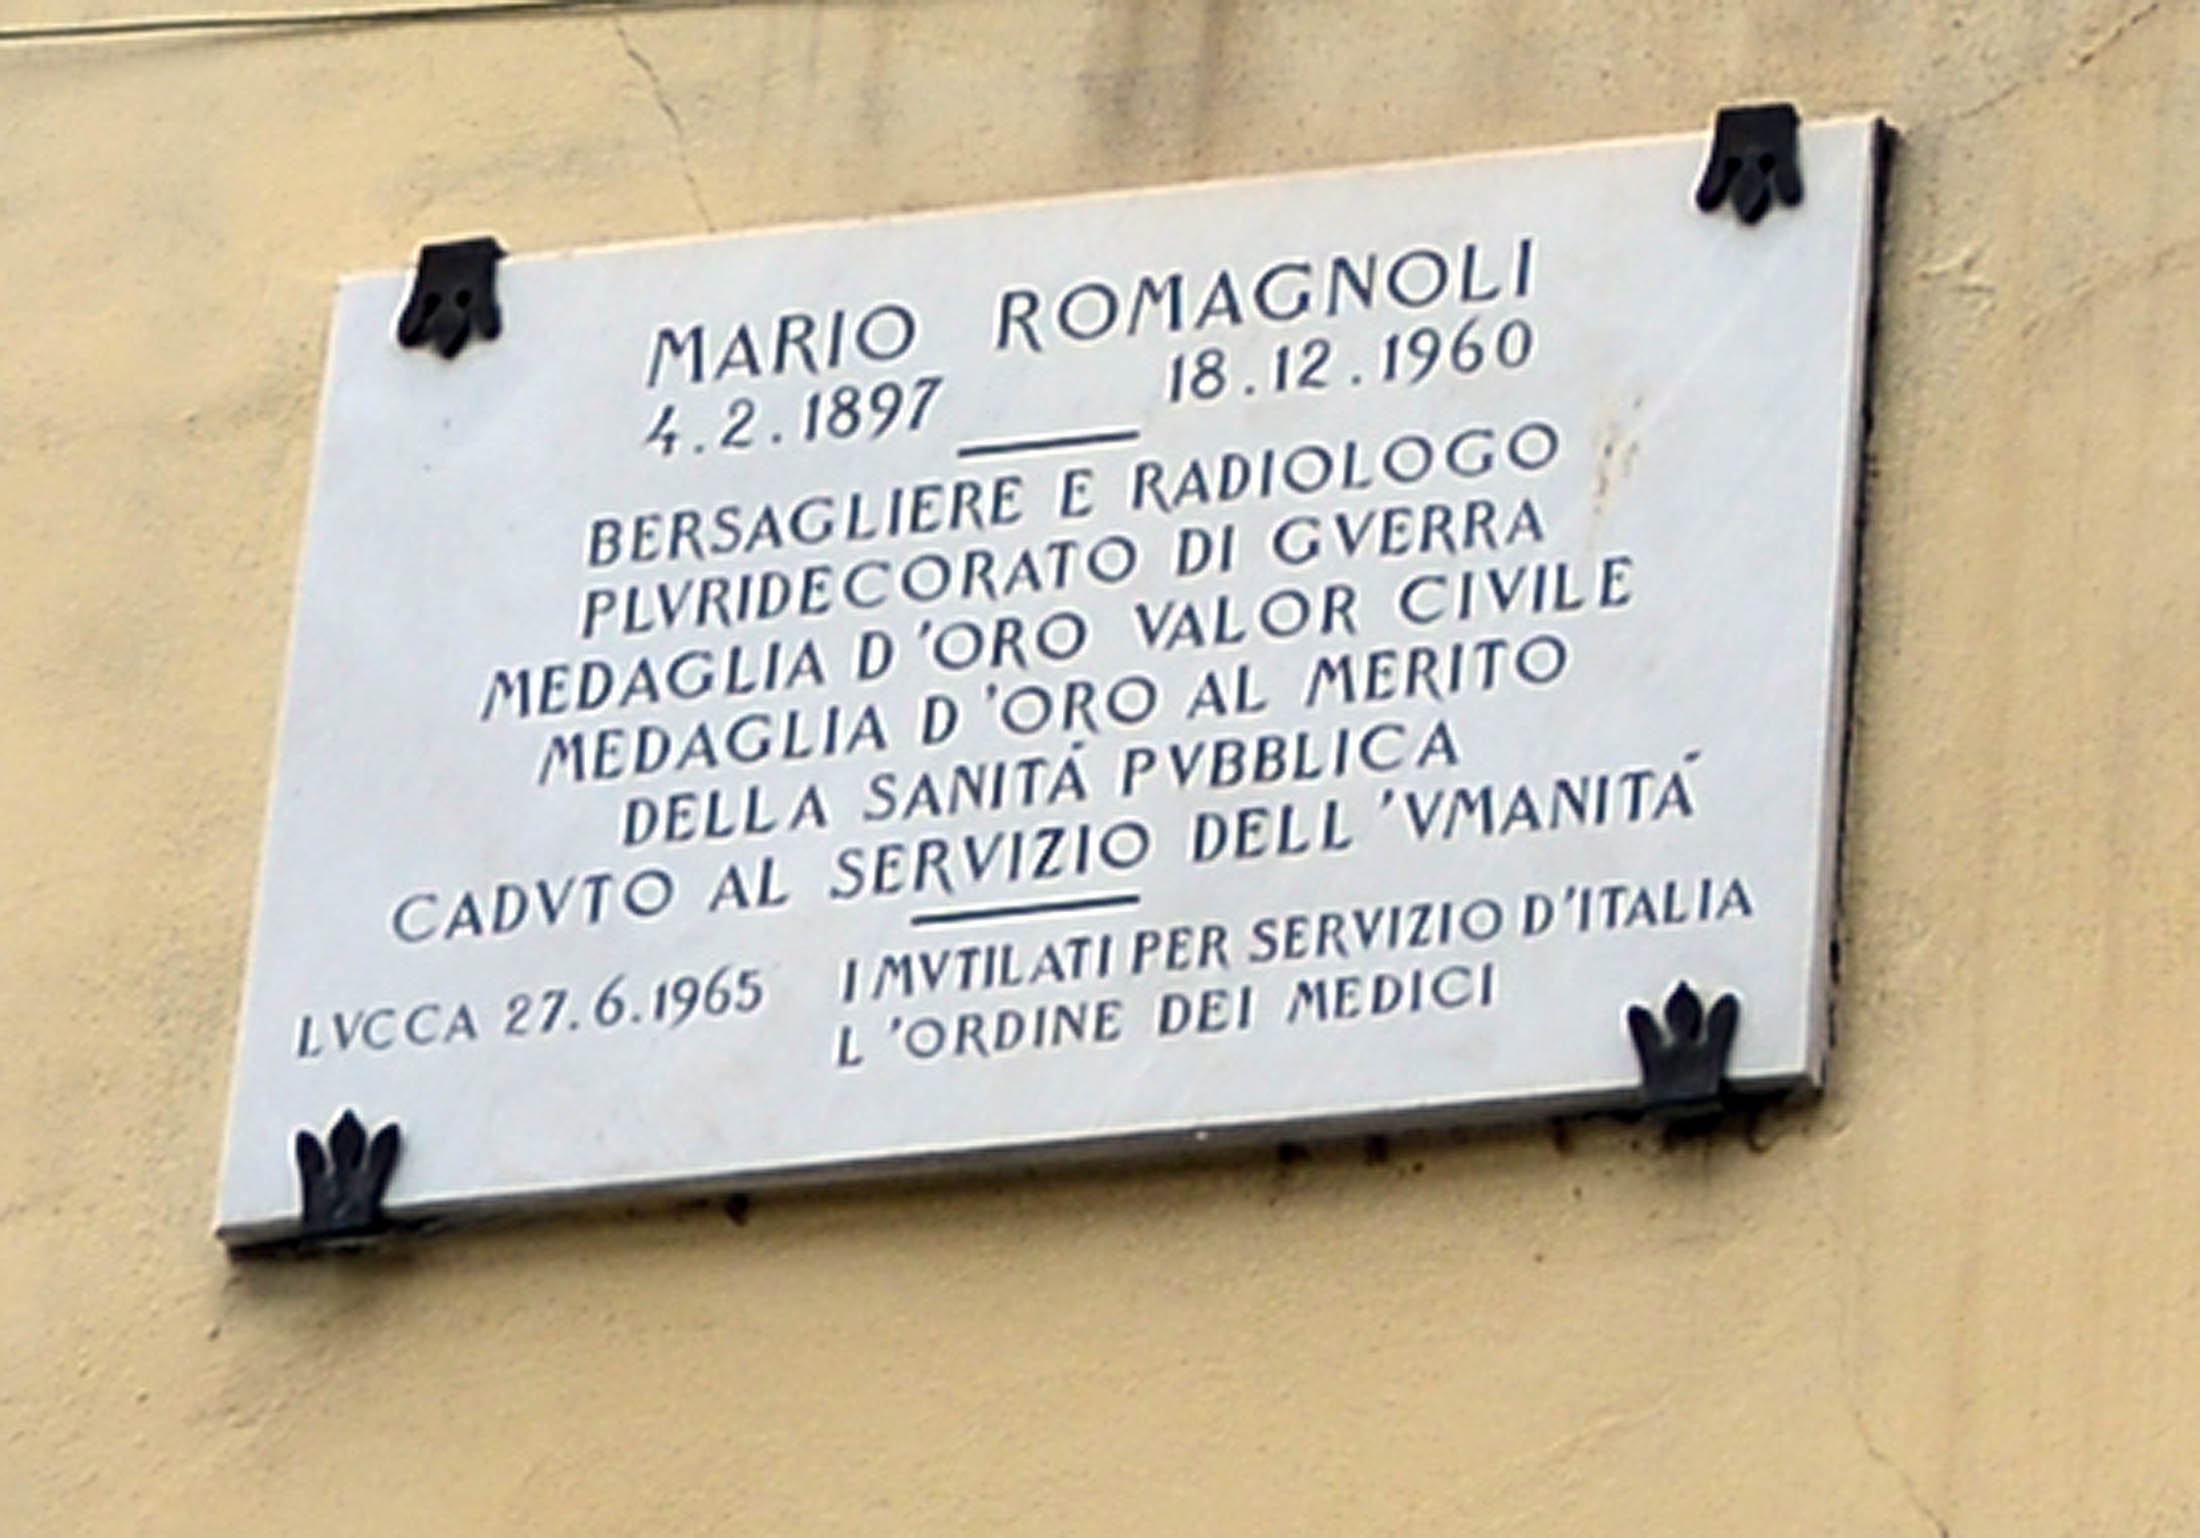 MARIO ROMAGNOLI
4.2.1897 18.12.1960
BERSAGLIERE E RADIOLOGO
PLVRIDECORATO DI GVERRA
MEDAGLIA D'ORO VALOR CIVILE
MEDAGLIA D'ORO AL MERITO
DELLA SANITÁ PVBBLICA
CADVTO AL SERVIZIO DELL'VMANITÁ
LVCCA 27.6.1965 I MVTILATI PER SERVIZIO D'ITALIA
L'ORDINE DEI MEDICI